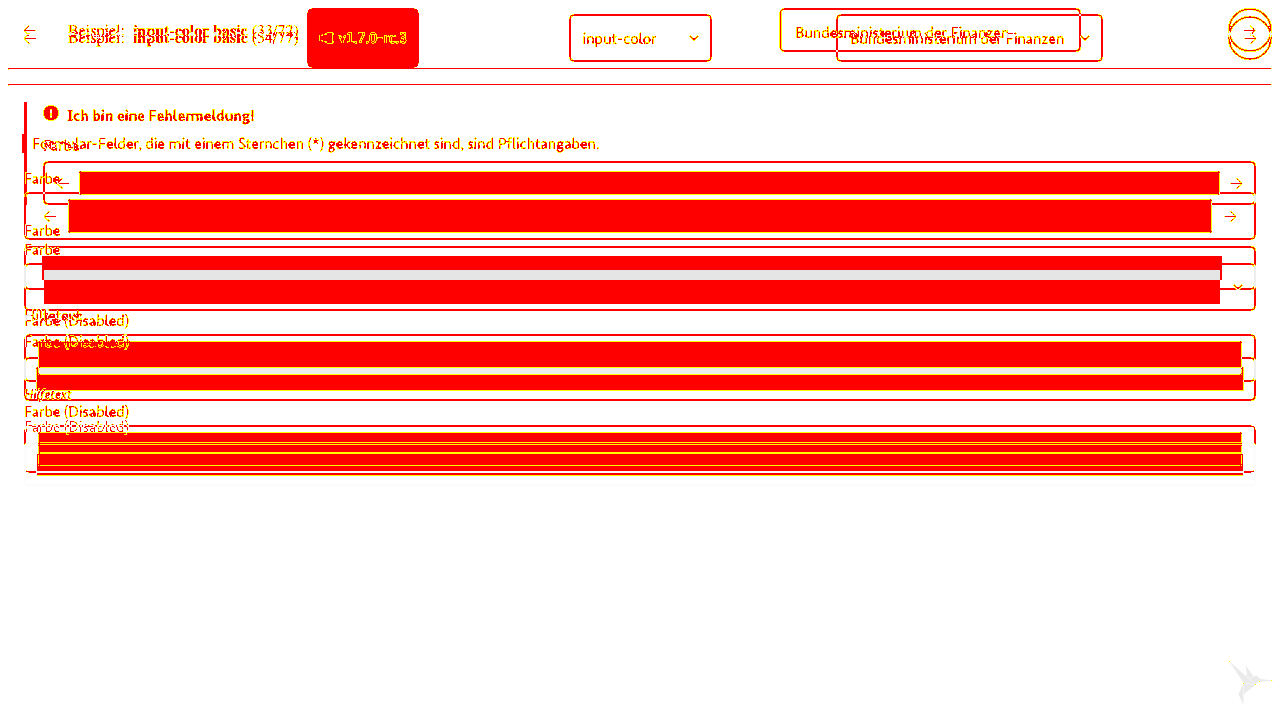 Beispiel: input-color basic (33/72)
Beispiel: input-color basic (34/77)
v1.7.0-rc.3
input-color
Bundesministerium der Finanzen
Bundesministerium der Finanzen
Ich bin eine Fehlermeldung!
Formular-Felder, die mit einem Sternchen (*) gekennzeichnet sind, sind Pflichtangaben.
Farbe
Farbe
Farbe
Farbe
Farbe (Disabled)
Farbe (Disabled)
Hilfetext
Farbe (Disabled)
Farbe (Disabled)